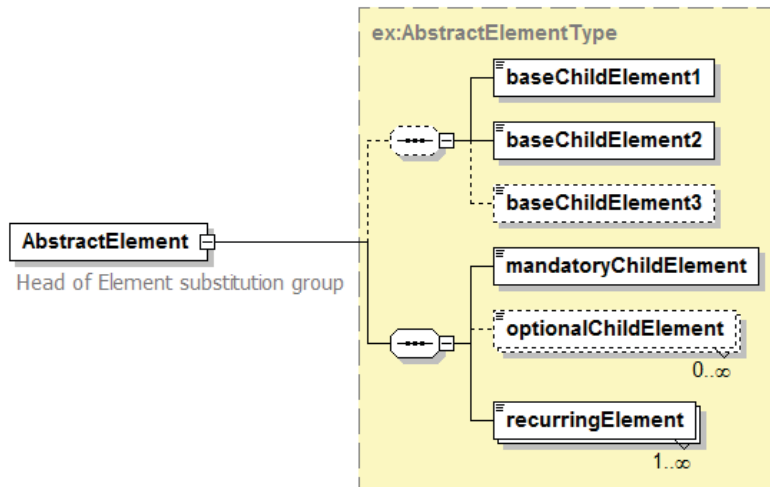 ex:AbstractElementType
baseChildElement1
baseChildElement2
baseChildElement3
AbstractElement
Head of Element substitution group
mandatoryChildElement
optionalChildElement
0..∞
recurringElement
1..∞